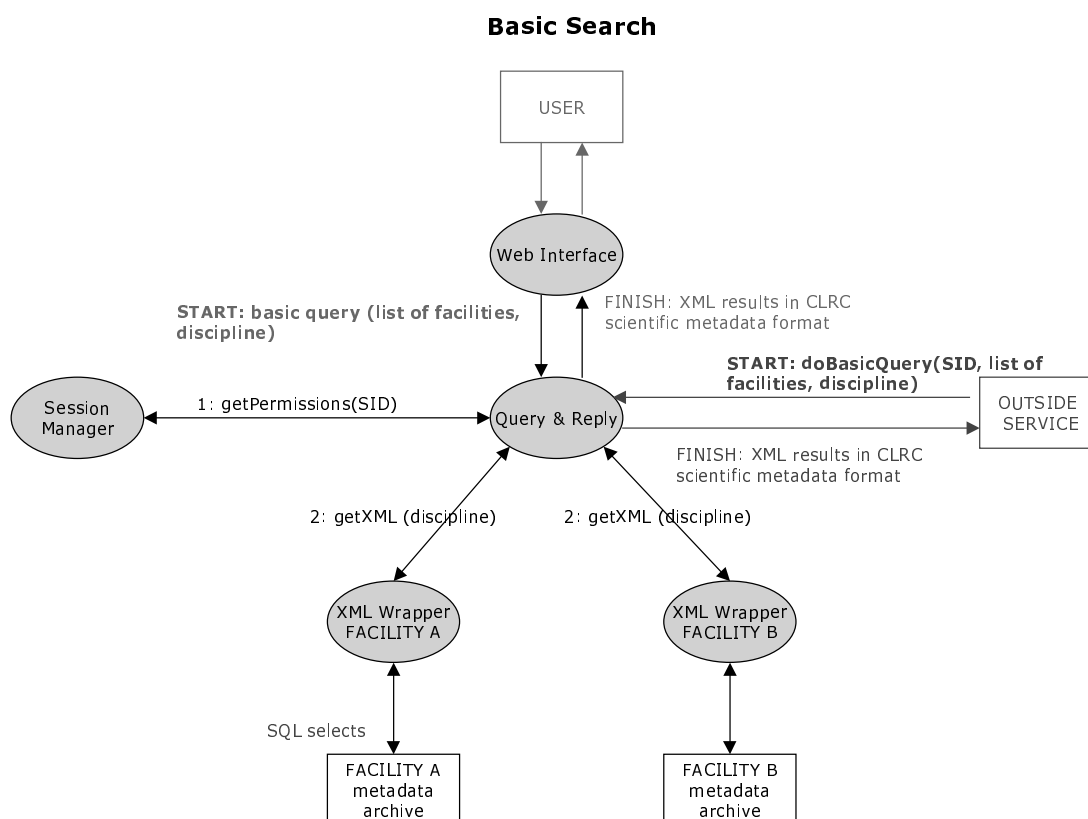 Basic Search
USER
Web Interface
START: basic query (list of facilities,
discipline)
FINISH: XML results in CLRC
scientific metadata format
START: doBasicQuery(SID, list of
facilities, discipline)
Session
Manager
1: getPermissions(SID)
Query & Reply
OUTSIDE
SERVICE
FINISH: XML results in CLRC
scientific metadata format
2: getXML (discipline)
2: getXML (discipline)
XML Wrapper
FACILITY A
XML Wrapper
FACILITY B
SQL selects
FACILITY A
metadata
archive
FACILITY B
metadata
archive